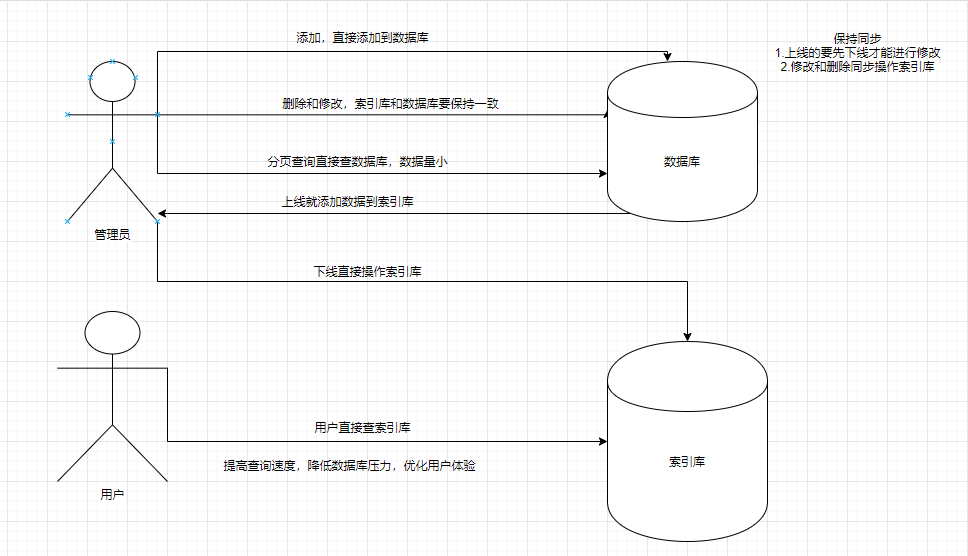 添加，直接添加到数据库
保持同步
1.上线的要先下线才能进行修改
2.修改和删除同步操作索引库
删除和修改，索引库和数据库要保持一致
分页查询直接查数据库，数据量小
数据库
上线就添加数据到索引库
管理员
下线直接操作索引库
用户直接查索引库
提高查询速度，降低数据库压力，优化用户体验
索引库
用户